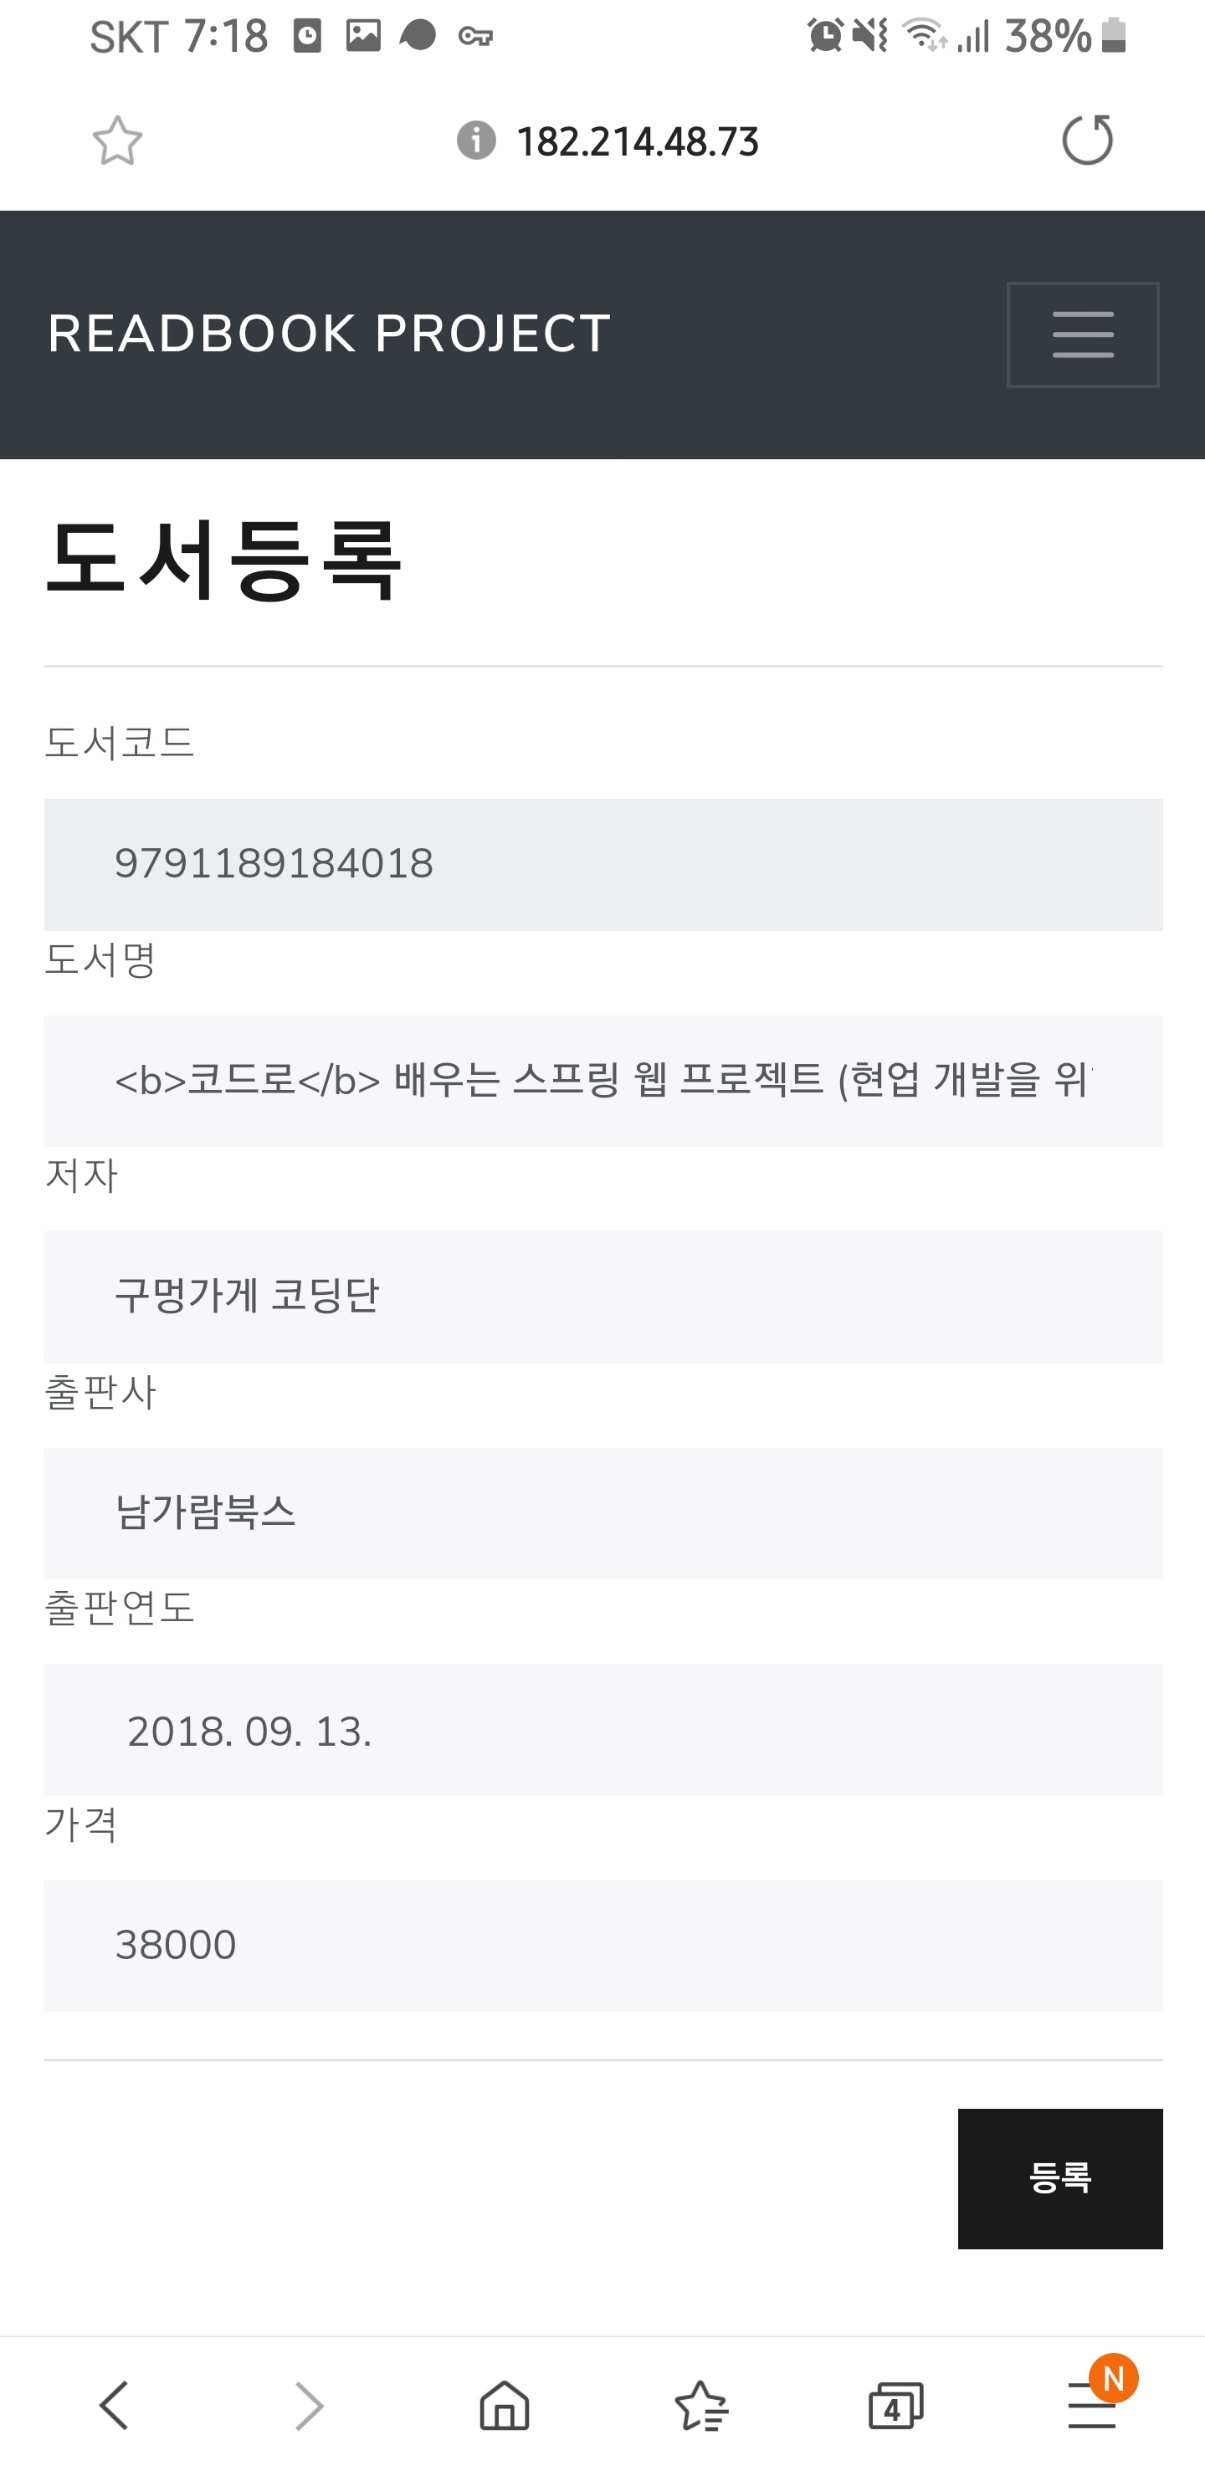 SKT 7:18
38%
182.214.48.73
READBOOK PROJECT
도서등록
도서코드
9791189184018
도서명
<b>코드로</b> 배우는 스프링 웹 프로젝트 (현업 개발을 위
저자
구멍가게 코딩단
출판사
남가람북스
출판연도
2018. 09. 13.
가격
38000
등록
4
N